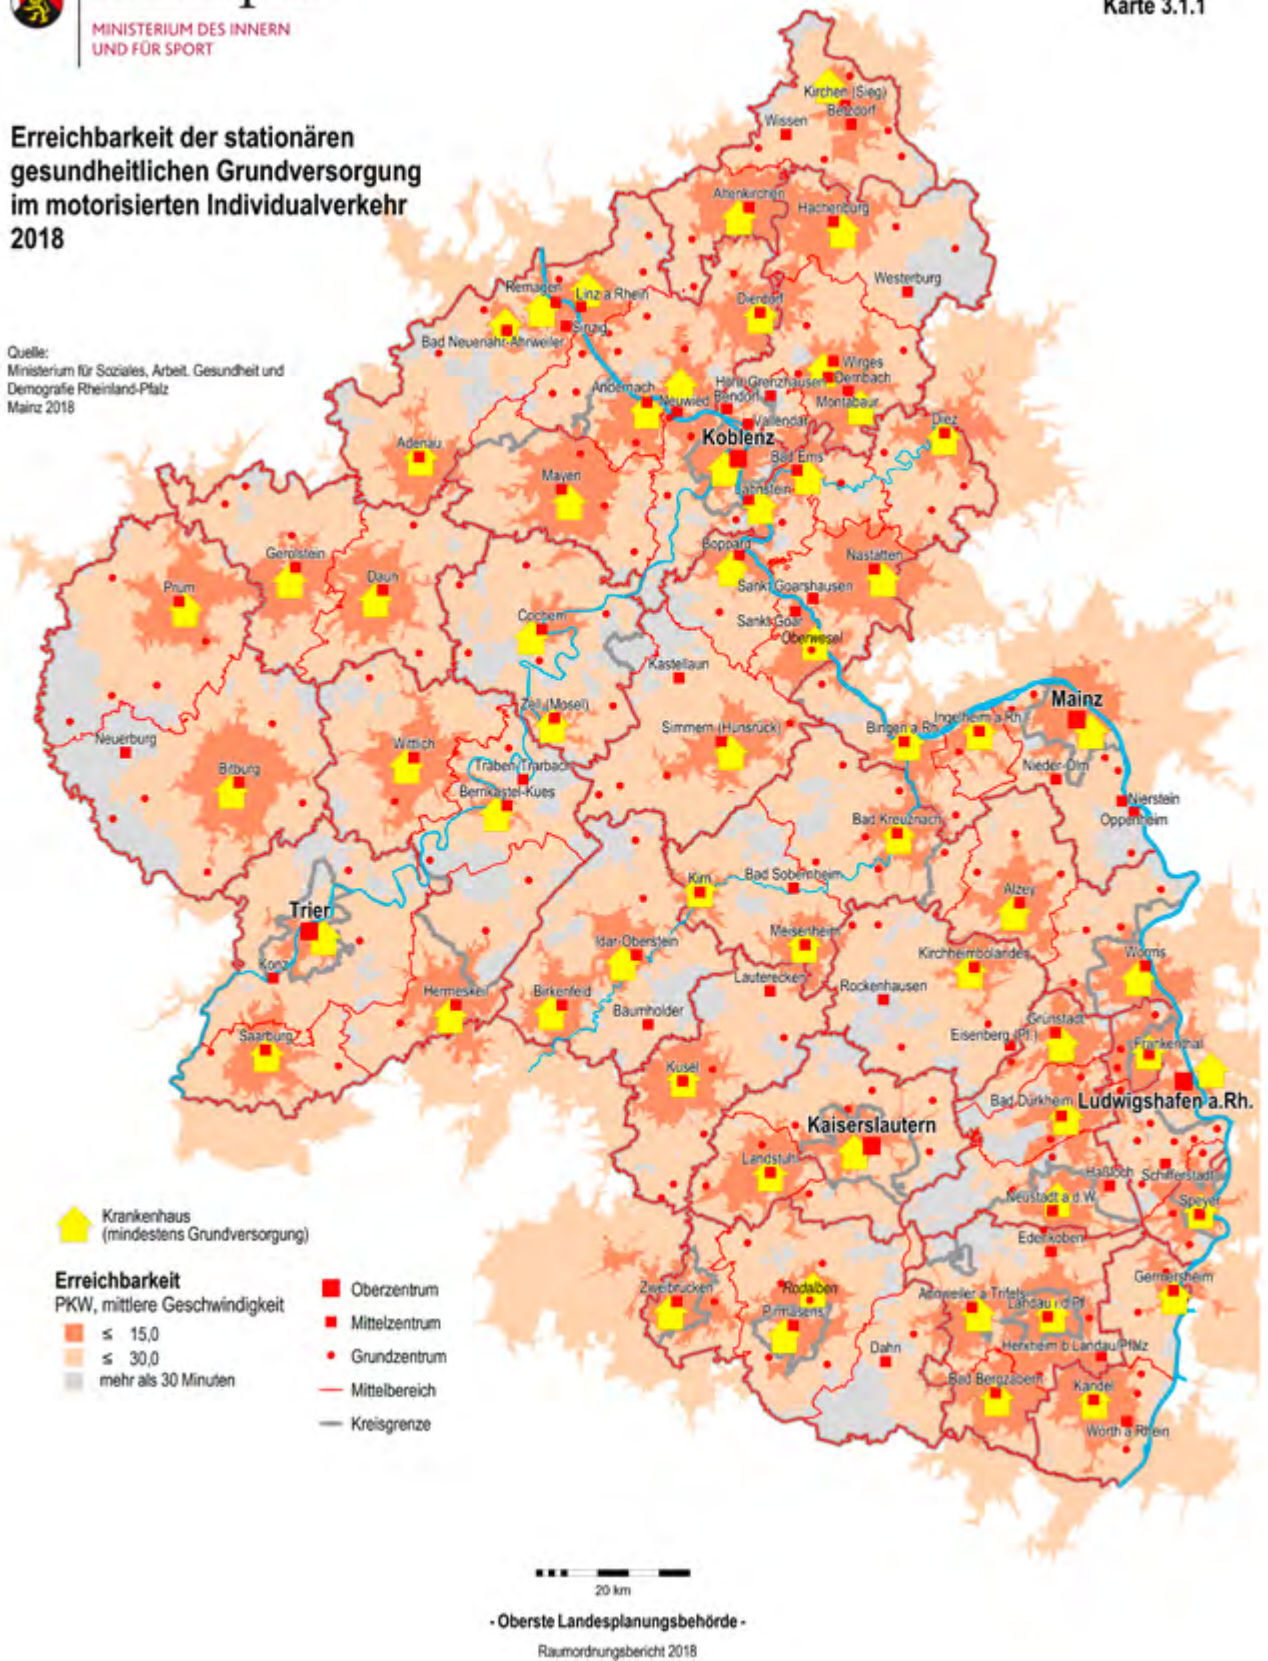 Karte 3.1.1
MINISTERIUM DES INNERN
UND FÜR SPORT
Erreichbarkeit der stationären
gesundheitlichen Grundversorgung
im motorisierten Individualverkehr
2018
Quelle:
Ministerium für Soziales, Arbeit. Gesundheit und
Demografie Rheinland-Pfalz
Mainz 2018
Kirchen (Sieg)
Betzdorf
Wissen
Altenkirchen
Hachenburg
Westerburg
Remagen
Linz a Rhein
Dierdorf
Sinzig
Bad Neuenahr-Ahrweiler
Wirges
Dernbach
Höhr-Grenzhausen
Andernach
Neuwied
Bendorf
Montabaur
Vallendar
Diez
Koblenz
Adenau
Bad Ems
Mayen
Lahnstein
Boppard
Nastätten
Gerolstein
Daun
Prüm
Sankt Goarshausen
Cochem
Sankt Goar
Oberwesel
Kastellaun
Mainz
Zell (Mosel)
Simmern (Hunsrück)
Bingen a Rh
Ingelheim a Rh
Neuerburg
Wittlich
Bitburg
Traben-Trarbach
Nieder-Olm
Bernkastel-Kues
Nierstein
Oppenheim
Bad Kreuznach
Kirn
Bad Sobernheim
Alzey
Trier
Idar-Oberstein
Meisenheim
Kirchheimbolanden
Worms
Konz
Lauterecken
Rockenhausen
Hermeskeil
Birkenfeld
Baumholder
Grünstadt
Eisenberg (Pf.)
Saarburg
Frankenthal
Kusel
Bad Dürkheim
Ludwigshafen a.Rh.
Kaiserslautern
Landstuhl
Haßloch
Schifferstadt
Neustadt a.d.W
Speyer
Edenkoben
Zweibrücken
Rodalben
Pirmasens
Annweiler a Trifels
Landau i.d.Pf
Germersheim
Dahn
Herxheim b Landau/Pfalz
Bad Bergzabern
Kandel
Wörth a Rhein
Krankenhaus
(mindestens Grundversorgung)
Erreichbarkeit
PKW, mittlere Geschwindigkeit
≤ 15,0
≤ 30,0
mehr als 30 Minuten
Oberzentrum
Mittelzentrum
Grundzentrum
Mittelbereich
Kreisgrenze
20 km
- Oberste Landesplanungsbehörde -
Raumordnungsbericht 2018